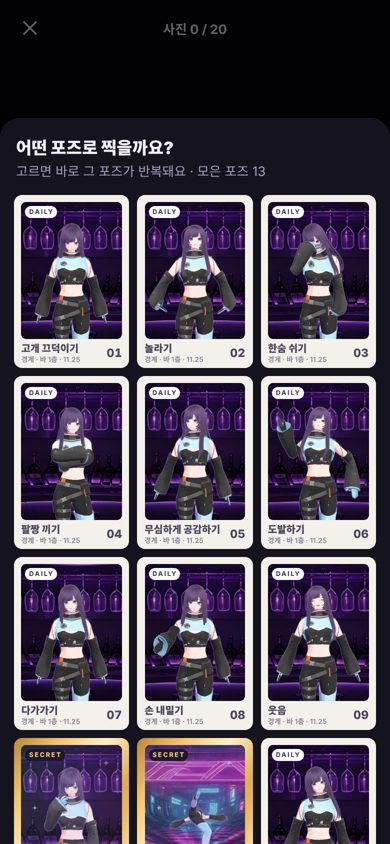 사진 0 / 20
어떤 포즈로 찍을까요?
고르면 바로 그 포즈가 반복돼요 · 모은 포즈 13
DAILY
고개 끄덕이기
경계 · 바 1층 · 11.25
01
DAILY
놀라기
경계 · 바 1층 · 11.25
02
DAILY
한숨 쉬기
경계 · 바 1층 · 11.25
03
DAILY
팔짱 끼기
경계 · 바 1층 · 11.25
04
DAILY
무심하게 공감하기
경계 · 바 1층 · 11.25
05
DAILY
도발하기
경계 · 바 1층 · 11.25
06
DAILY
다가가기
경계 · 바 1층 · 11.25
07
DAILY
손 내밀기
경계 · 바 1층 · 11.25
08
DAILY
웃음
경계 · 바 1층 · 11.25
09
SECRET
SECRET
DAILY